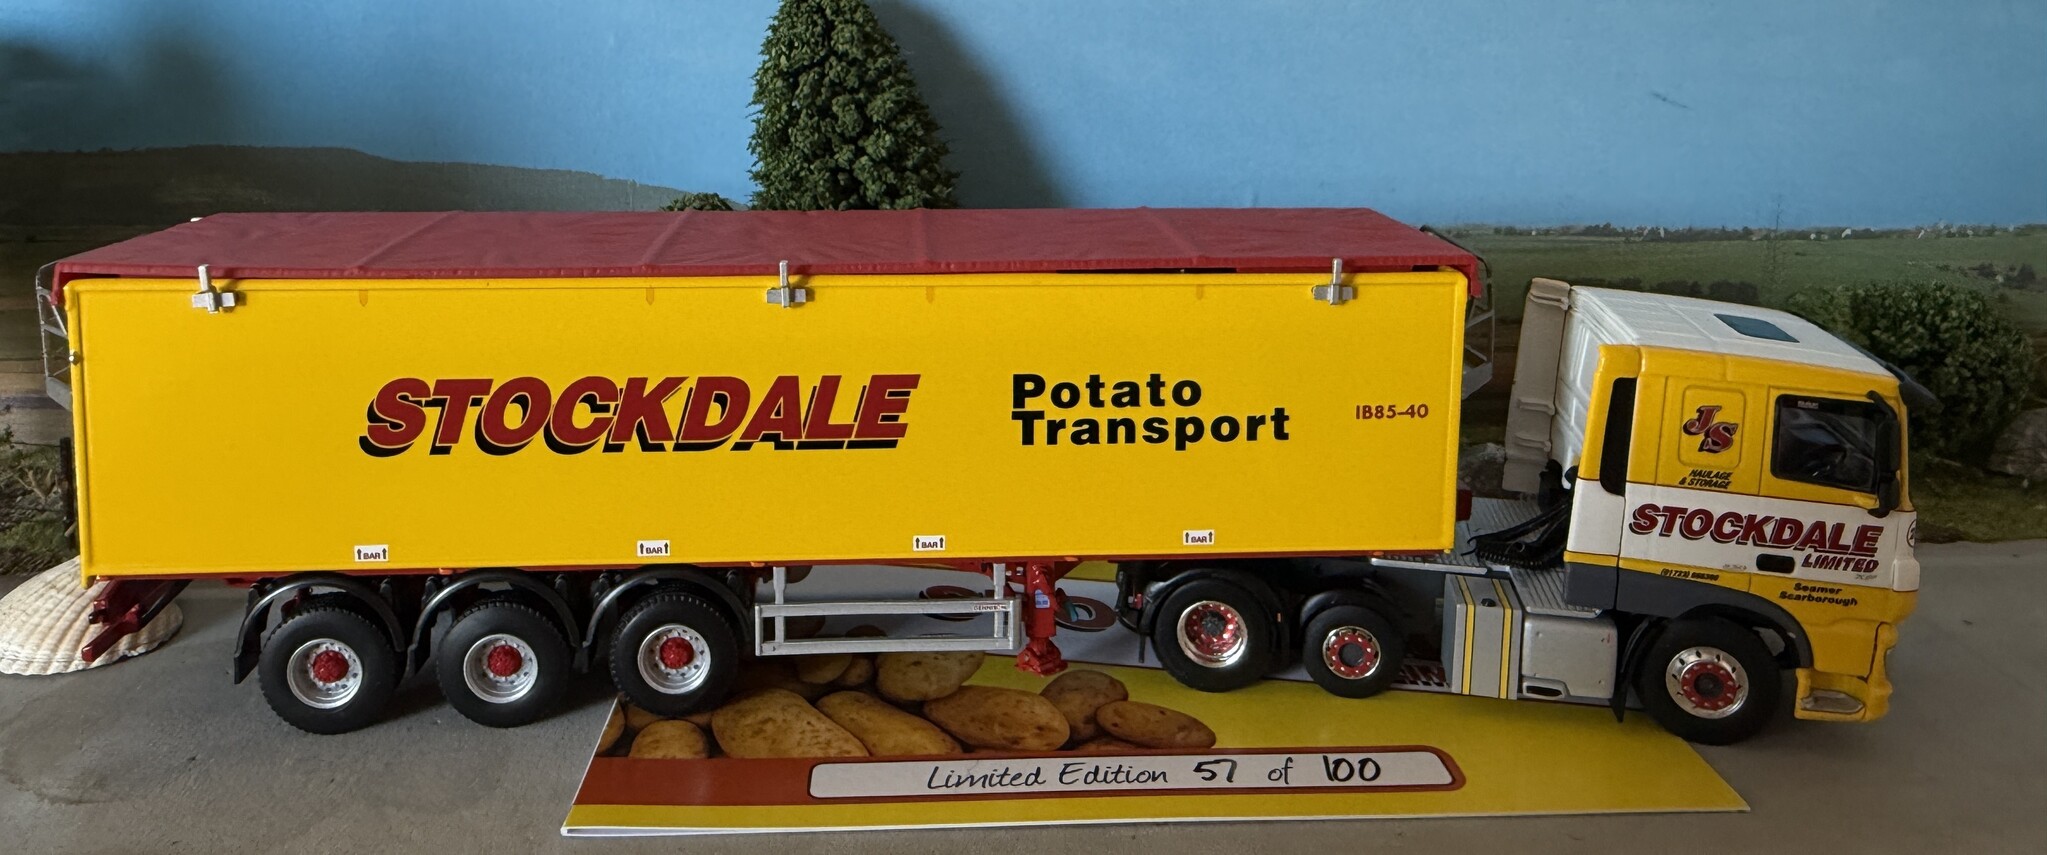 STOCKDALE
Potato
Transport
IB85-40
BAR
BAR
BAR
BAR
JS
HAULAGE
& STORAGE
STOCKDALE
LIMITED
Seamer
Scarborough
Limited Edition 57 of 100